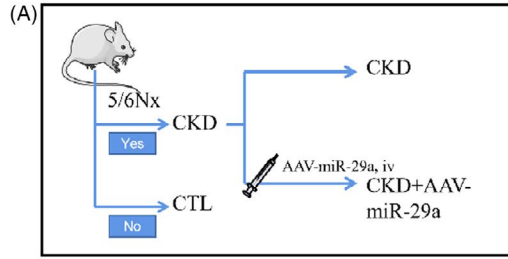 (A)
5/6Nx
CKD
CKD
Yes
AAV-miR-29a, iv
CKD+AAV-
miR-29a
CTL
No